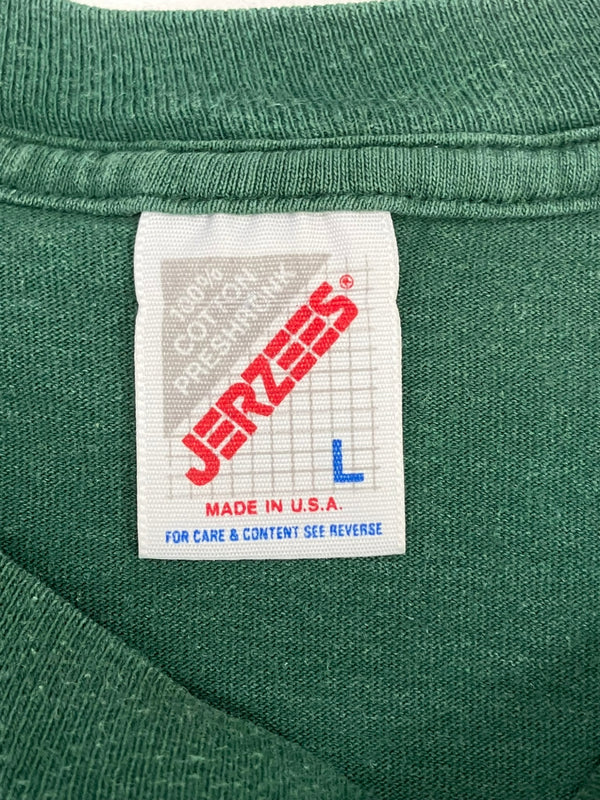 100%
COTTON
PRESHRUNK
JERZEES®
L
MADE IN U.S.A.
FOR CARE & CONTENT SEE REVERSE